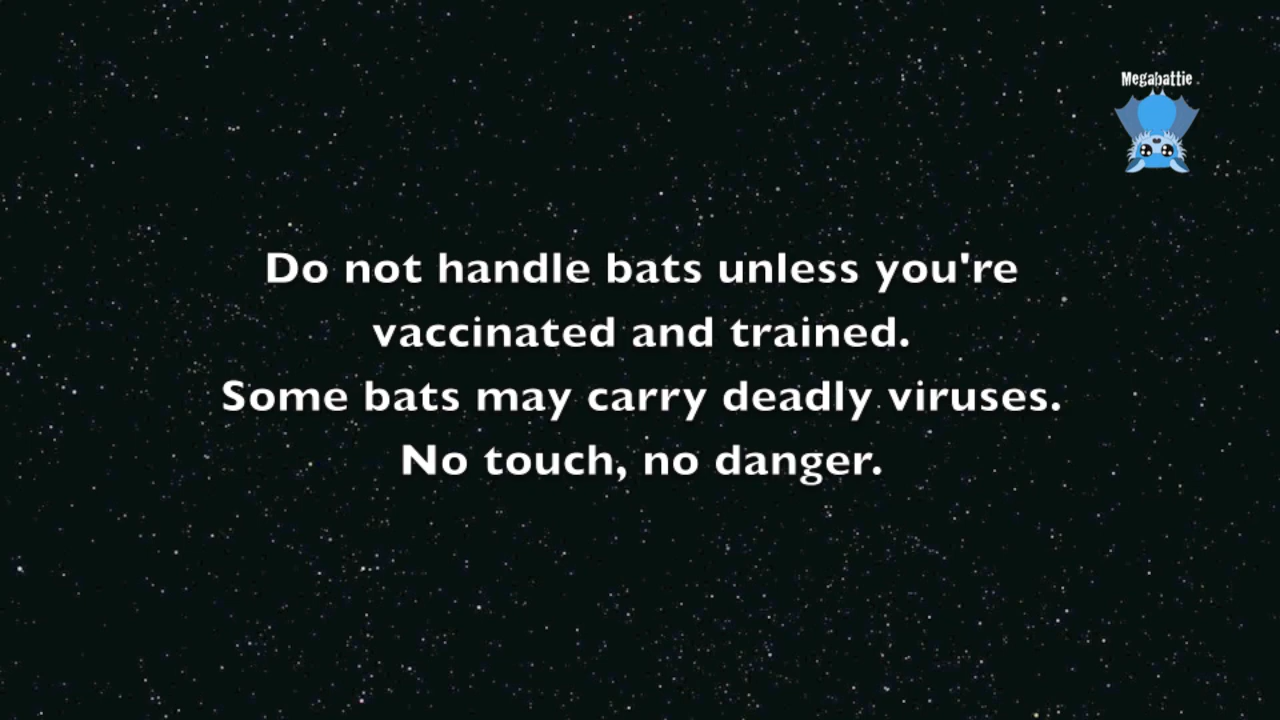 Megabattie
Do not handle bats unless you're
vaccinated and trained.
Some bats may carry deadly viruses.
No touch, no danger.